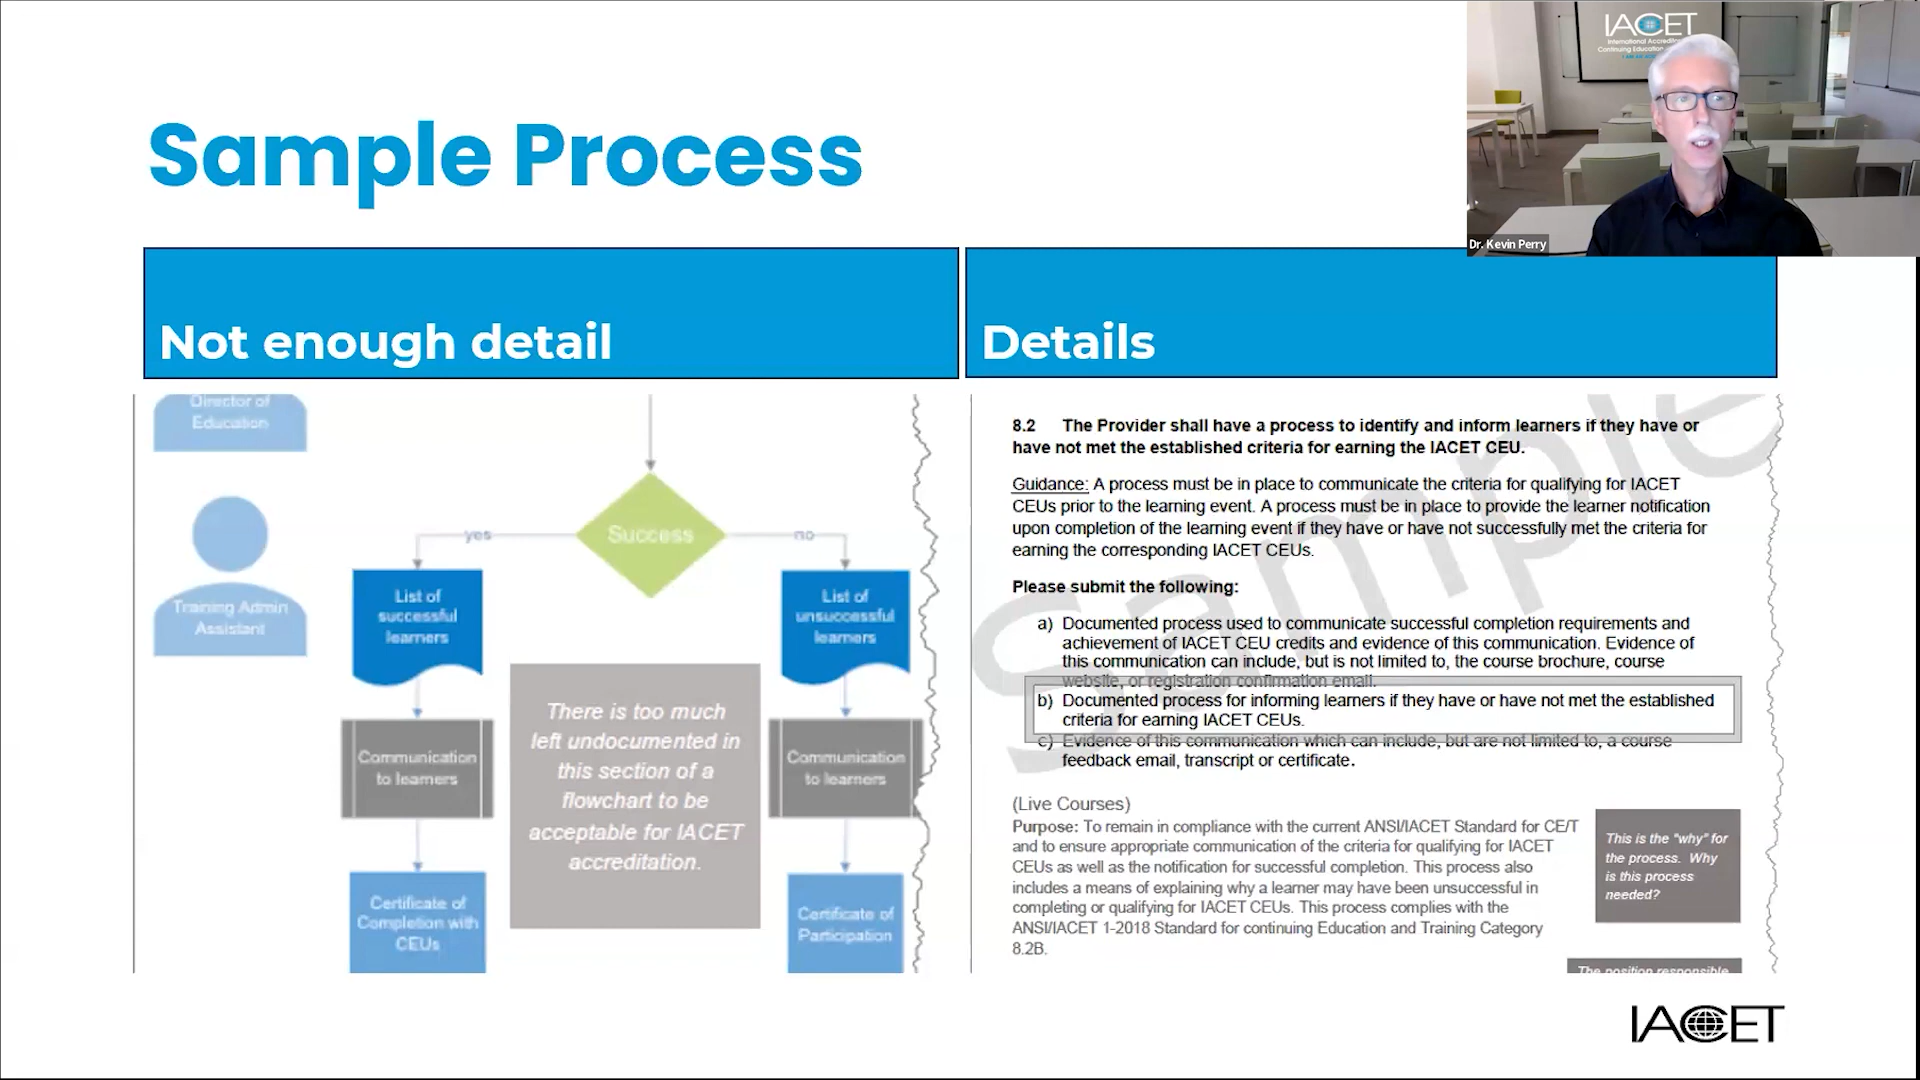 IACET
International Accreditors
Continuing Education
Dr. Kevin Perry
Sample Process
Not enough detail
Details
Director of
Education
Training Admin
Assistant
Success
yes
no
List of
successful
learners
List of
unsuccessful
learners
Communication
to learners
Communication
to learners
Certificate of
Completion with
CEUs
Certificate of
Participation
There is too much
left undocumented in
this section of a
flowchart to be
acceptable for IACET
accreditation.
Sample
8.2 The Provider shall have a process to identify and inform learners if they have or
have not met the established criteria for earning the IACET CEU.
Guidance: A process must be in place to communicate the criteria for qualifying for IACET
CEUs prior to the learning event. A process must be in place to provide the learner notification
upon completion of the learning event if they have or have not successfully met the criteria for
earning the corresponding IACET CEUs.
Please submit the following:
a) Documented process used to communicate successful completion requirements and
achievement of IACET CEU credits and evidence of this communication. Evidence of
this communication can include, but is not limited to, the course brochure, course
website, or registration confirmation email.
b) Documented process for informing learners if they have or have not met the established
criteria for earning IACET CEUs.
c) Evidence of this communication which can include, but are not limited to, a course
feedback email, transcript or certificate.
(Live Courses)
Purpose: To remain in compliance with the current ANSI/IACET Standard for CE/T
and to ensure appropriate communication of the criteria for qualifying for IACET
CEUs as well as the notification for successful completion. This process also
includes a means of explaining why a learner may have been unsuccessful in
completing or qualifying for IACET CEUs. This process complies with the
ANSI/IACET 1-2018 Standard for continuing Education and Training Category
8.2B.
This is the "why" for
the process. Why
is this process
needed?
The position responsible
IACET